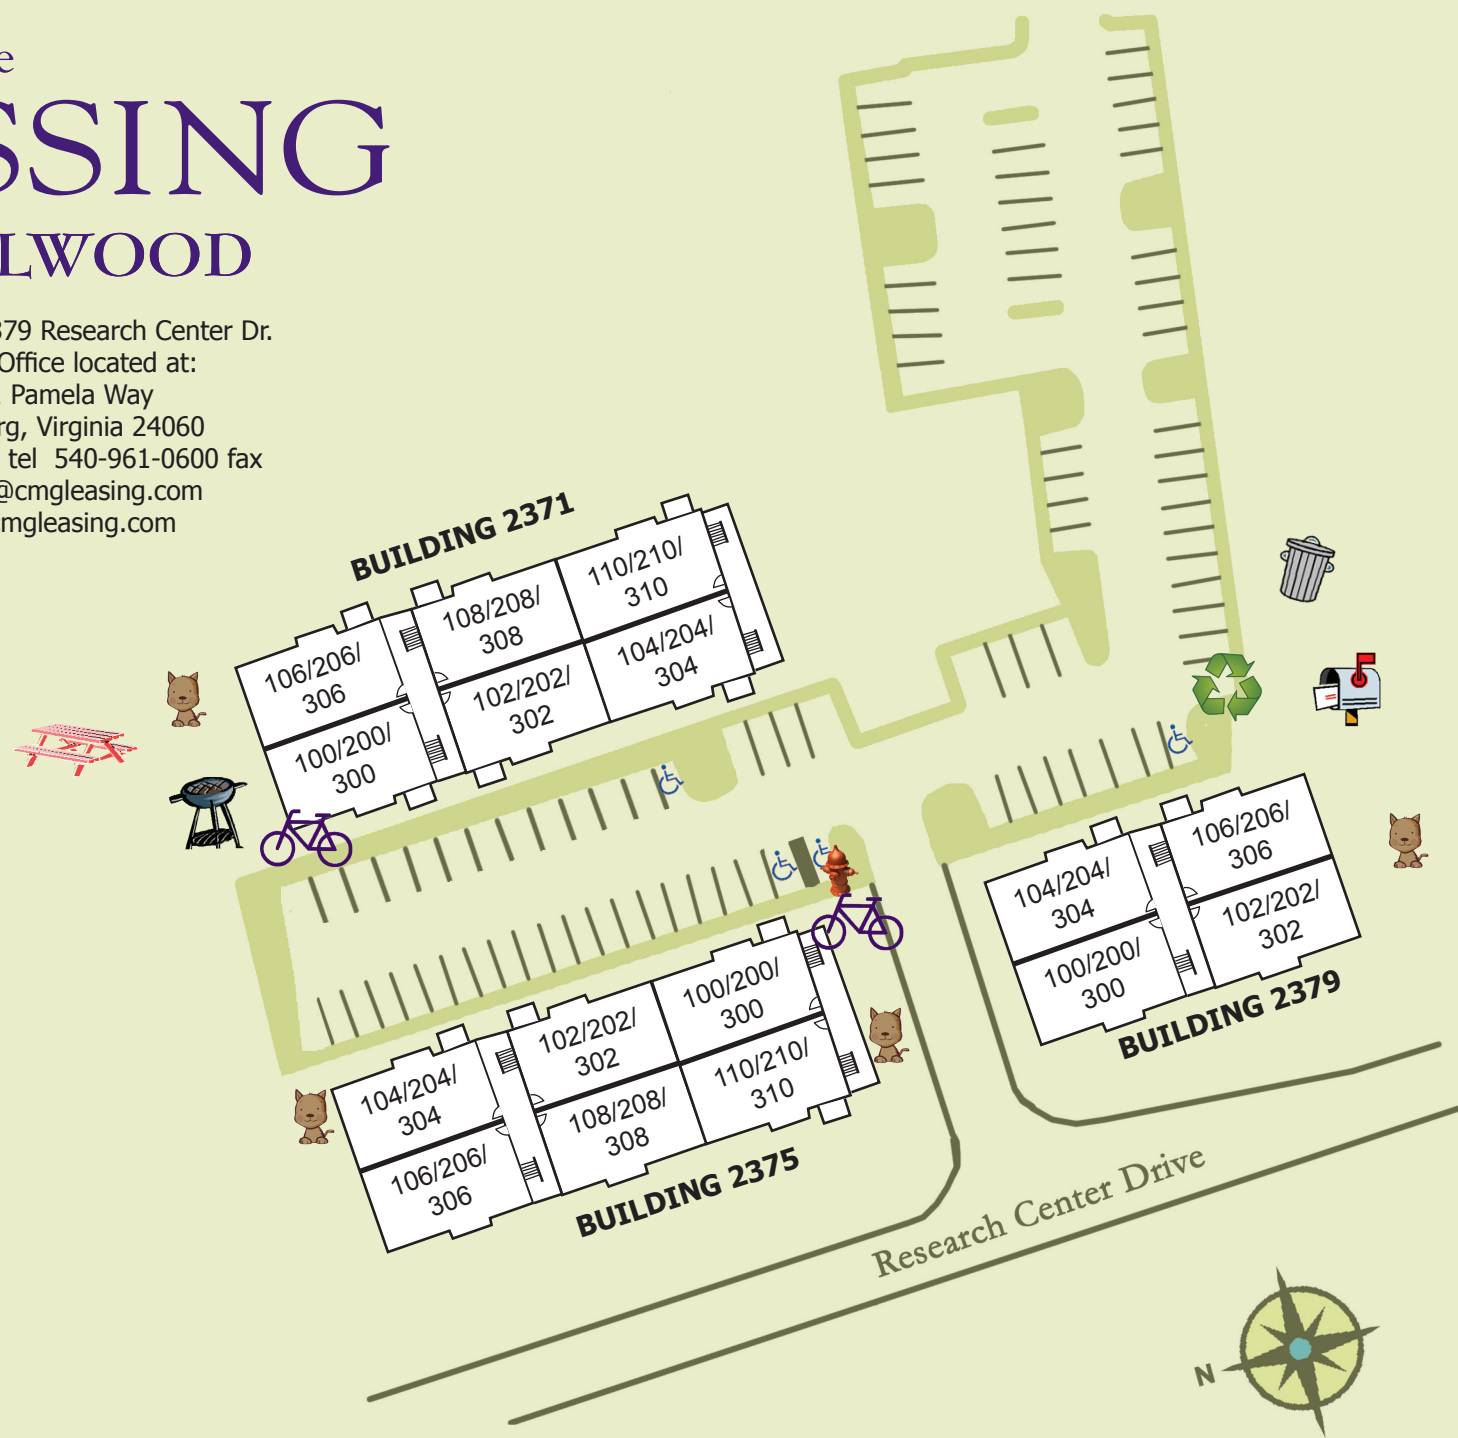 e
SSING
LWOOD
379 Research Center Dr.
Office located at:
Pamela Way
rg, Virginia 24060
tel 540-961-0600 fax
@cmgleasing.com
mgleasing.com
BUILDING 2371
106/206/
306
108/208/
308
110/210/
310
100/200/
300
102/202/
302
104/204/
304
104/204/
304
102/202/
302
100/200/
300
106/206/
306
108/208/
308
110/210/
310
BUILDING 2375
104/204/
304
106/206/
306
100/200/
300
102/202/
302
BUILDING 2379
Research Center Drive
N